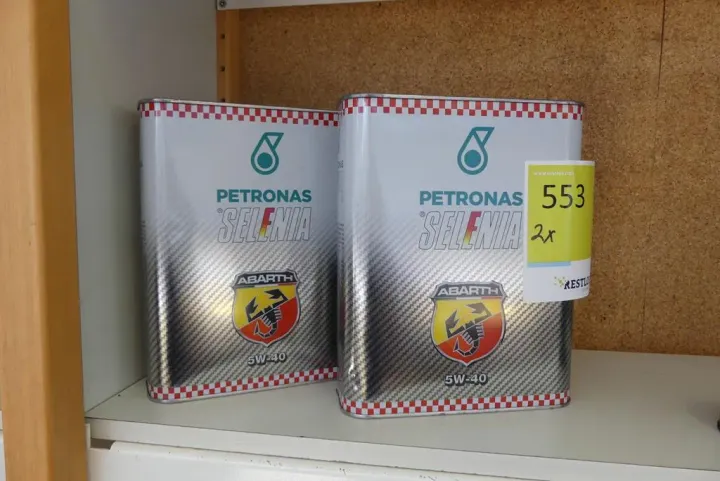 PETRONAS
SELENIA
ABARTH
5W-40
PETRONAS
SELENIA
ABARTH
5W-40
553
2x